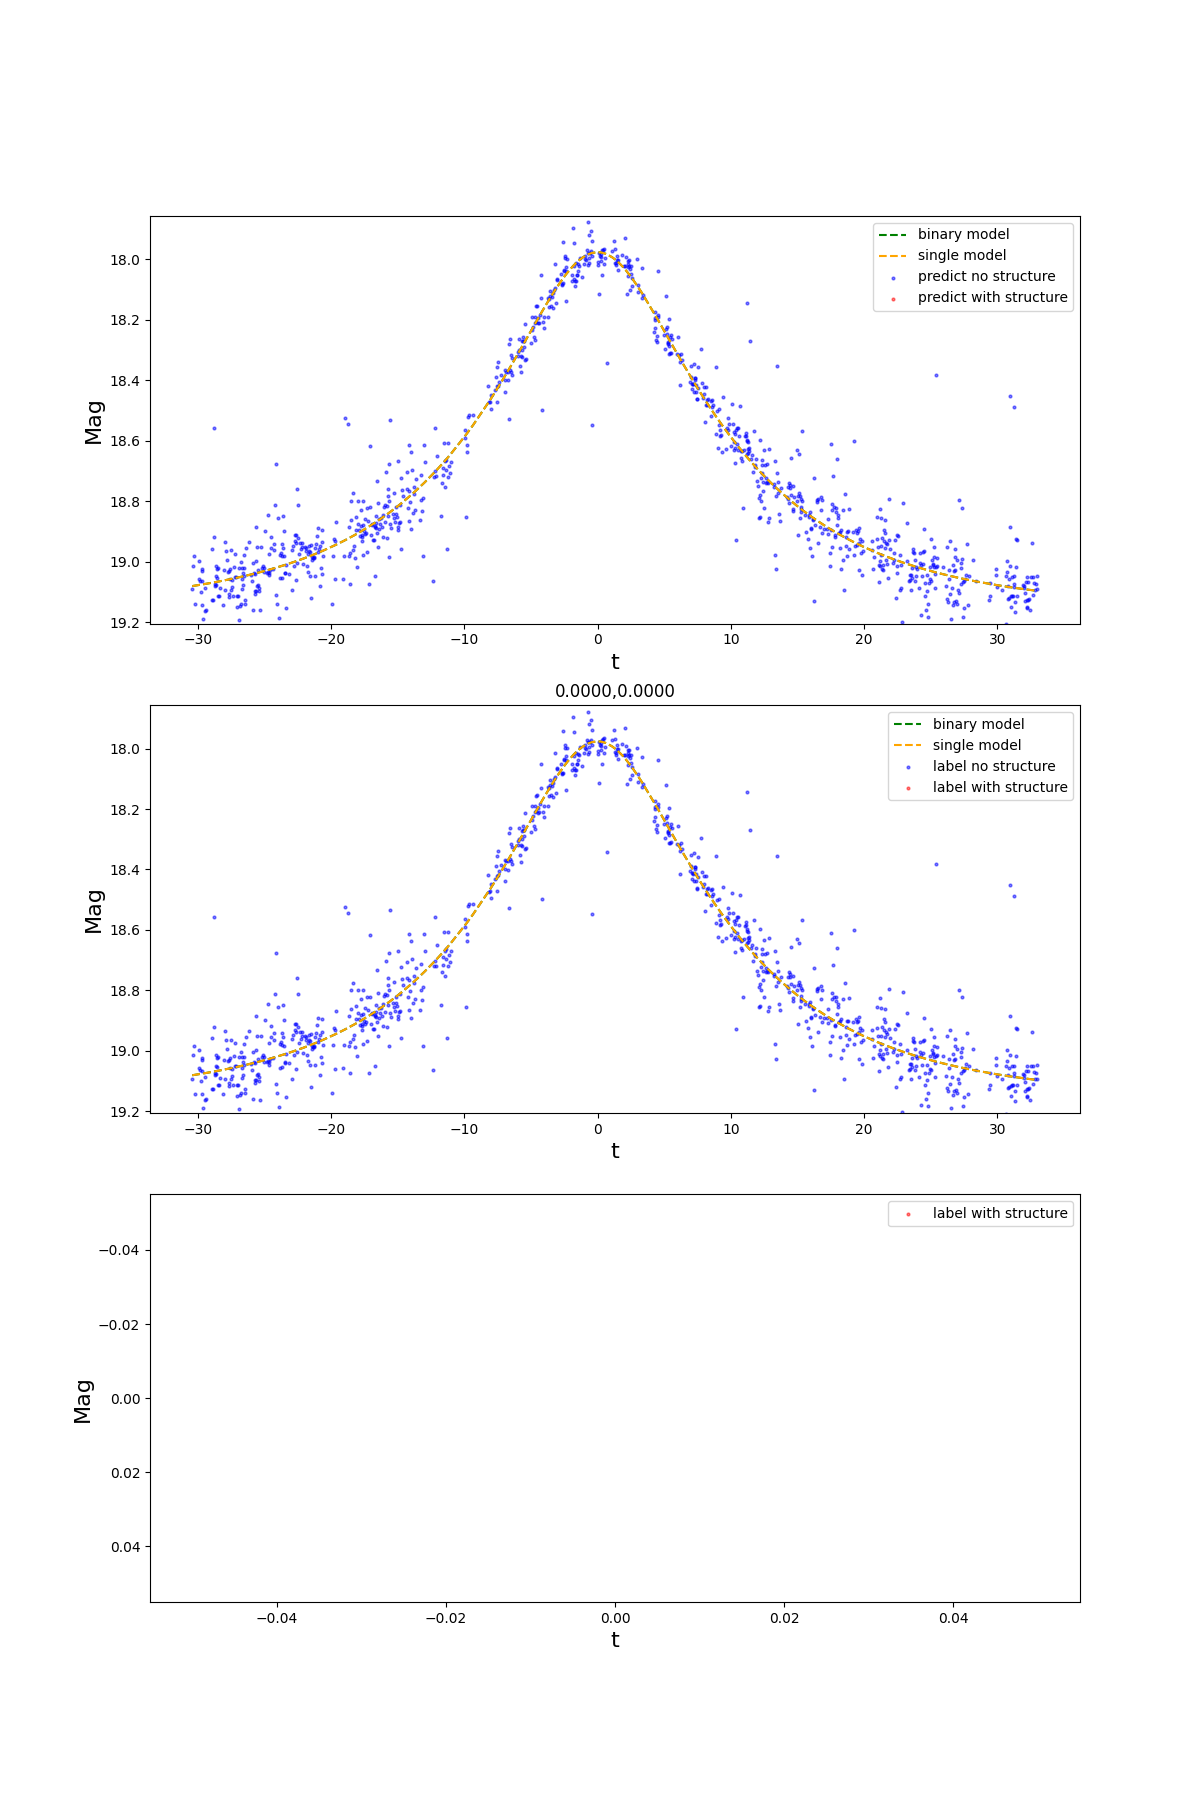 binary model
single model
predict no structure
predict with structure
18.0
18.2
18.4
18.6
18.8
19.0
19.2
Mag
−30 −20 −10 0 10 20 30
t
0.0000,0.0000
binary model
single model
label no structure
label with structure
18.0
18.2
18.4
18.6
18.8
19.0
19.2
Mag
−30 −20 −10 0 10 20 30
t
label with structure
−0.04
−0.02
0.00
0.02
0.04
Mag
−0.04 −0.02 0.00 0.02 0.04
t